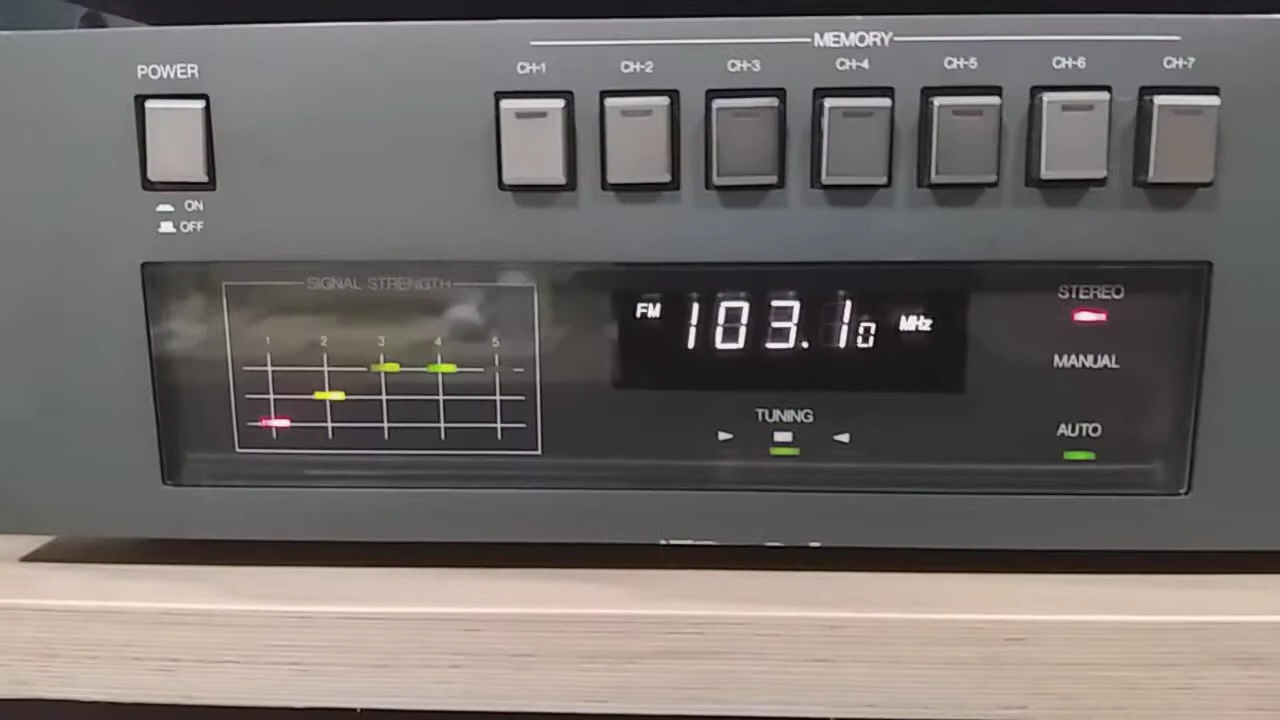 MEMORY
POWER
CH-1 CH-2 CH-3 CH-4 CH-5 CH-6 CH-7
ON
OFF
SIGNAL STRENGTH
1 2 3 4 5
FM 103.10 MHz
STEREO
MANUAL
TUNING
AUTO